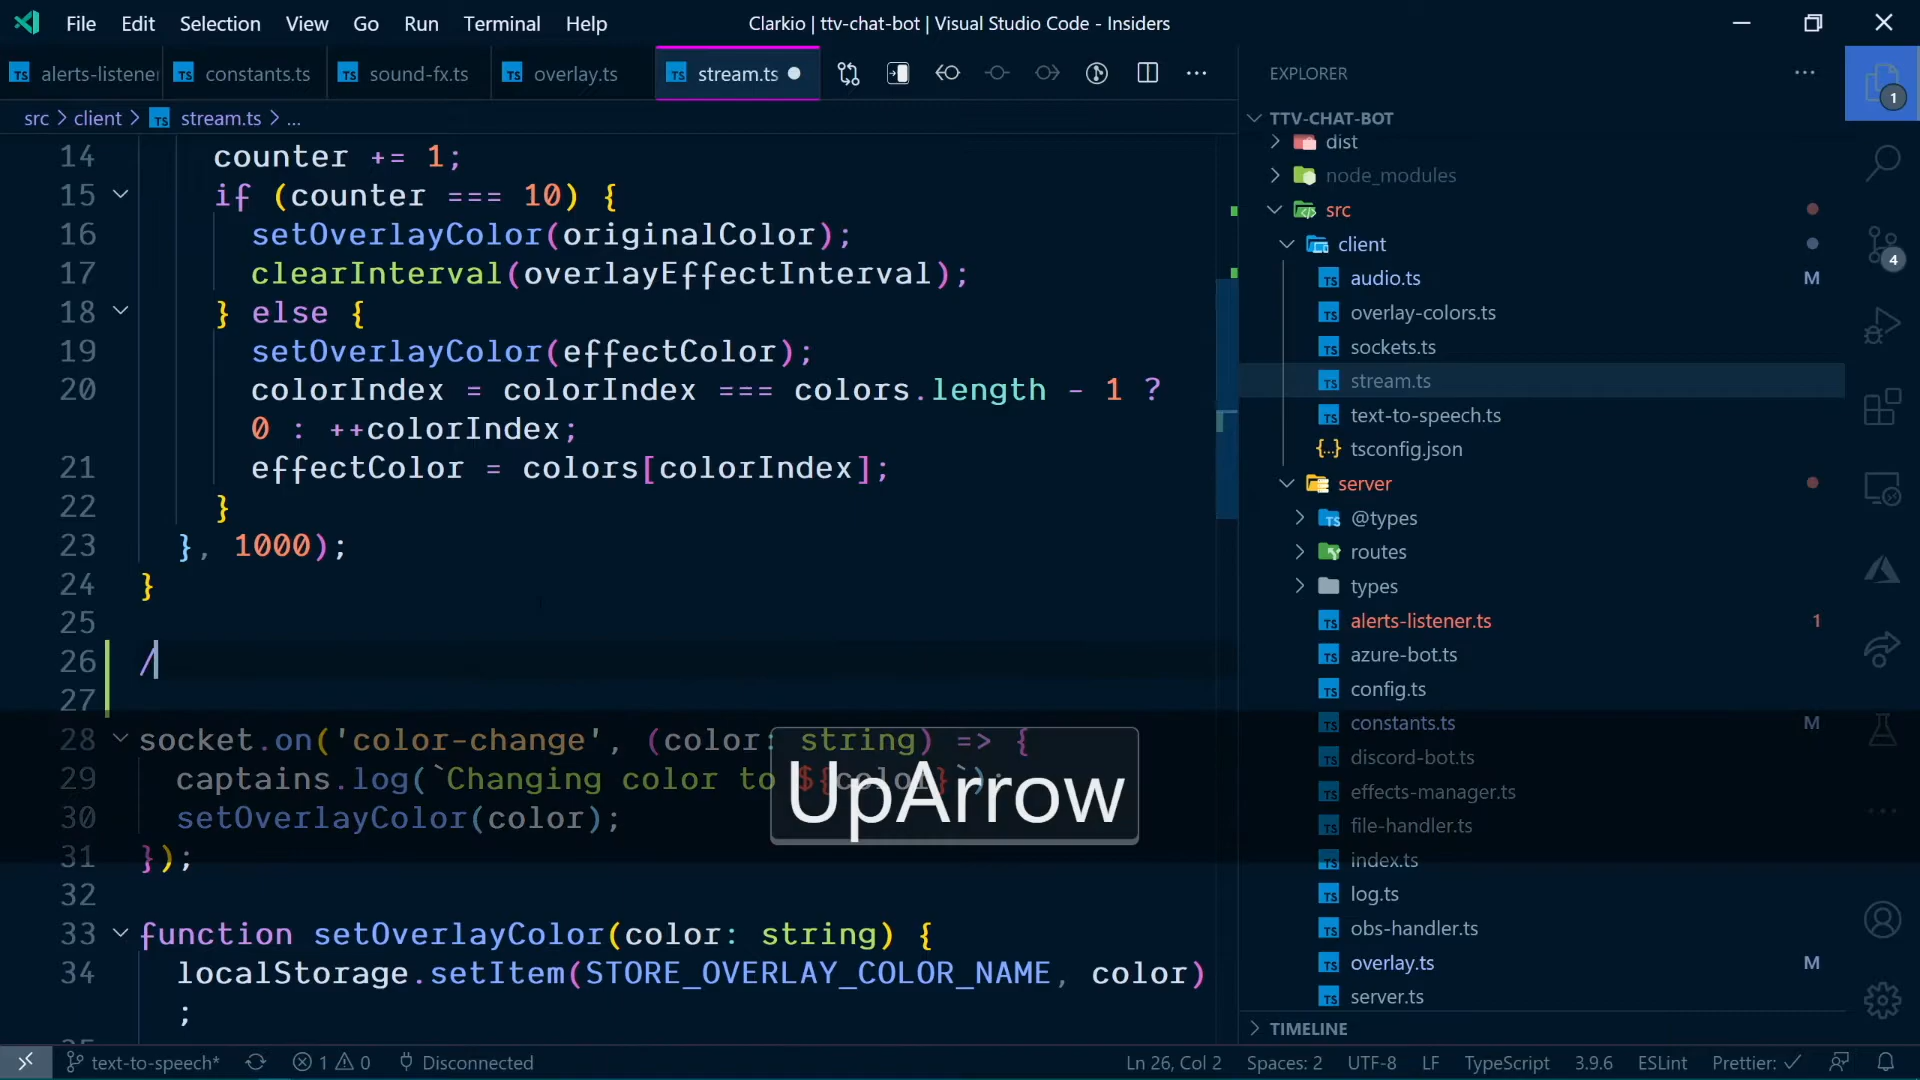 File Edit Selection View Go Run Terminal Help Clarkio | ttv-chat-bot | Visual Studio Code - Insiders
alerts-listene constants.ts sound-fx.ts overlay.ts stream.ts
src > client > stream.ts > ...
14 counter += 1;
15 if (counter === 10) {
16 setOverlayColor(originalColor);
17 clearInterval(overlayEffectInterval);
18 } else {
19 setOverlayColor(effectColor);
20 colorIndex = colorIndex === colors.length - 1 ?
0 : ++colorIndex;
21 effectColor = colors[colorIndex];
22 }
23 }, 1000);
24 }
25
26 /
27
28 socket.on('color-change', (color: string) => {
29 captains.log(`Changing color to ${color}`);
30 setOverlayColor(color);
31 });
32
33 function setOverlayColor(color: string) {
34 localStorage.setItem(STORE_OVERLAY_COLOR_NAME, color)
;
UpArrow
EXPLORER
TTV-CHAT-BOT
dist
node_modules
src
client
audio.ts M
overlay-colors.ts
sockets.ts
stream.ts
text-to-speech.ts
{..} tsconfig.json
server
@types
routes
types
alerts-listener.ts 1
azure-bot.ts
config.ts
constants.ts M
discord-bot.ts
effects-manager.ts
file-handler.ts
index.ts
log.ts
obs-handler.ts
overlay.ts M
server.ts
TIMELINE
1
4
text-to-speech* 1 0 Disconnected Ln 26, Col 2 Spaces: 2 UTF-8 LF TypeScript 3.9.6 ESLint Prettier: ✓